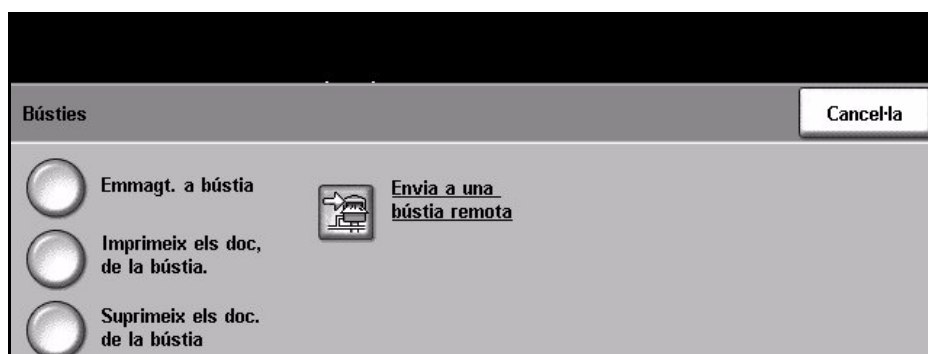 Bústies
Cancel·la
Emmagt. a bústia
Envia a una
bústia remota
Imprimeix els doc,
de la bústia.
Suprimeix els doc.
de la bústia